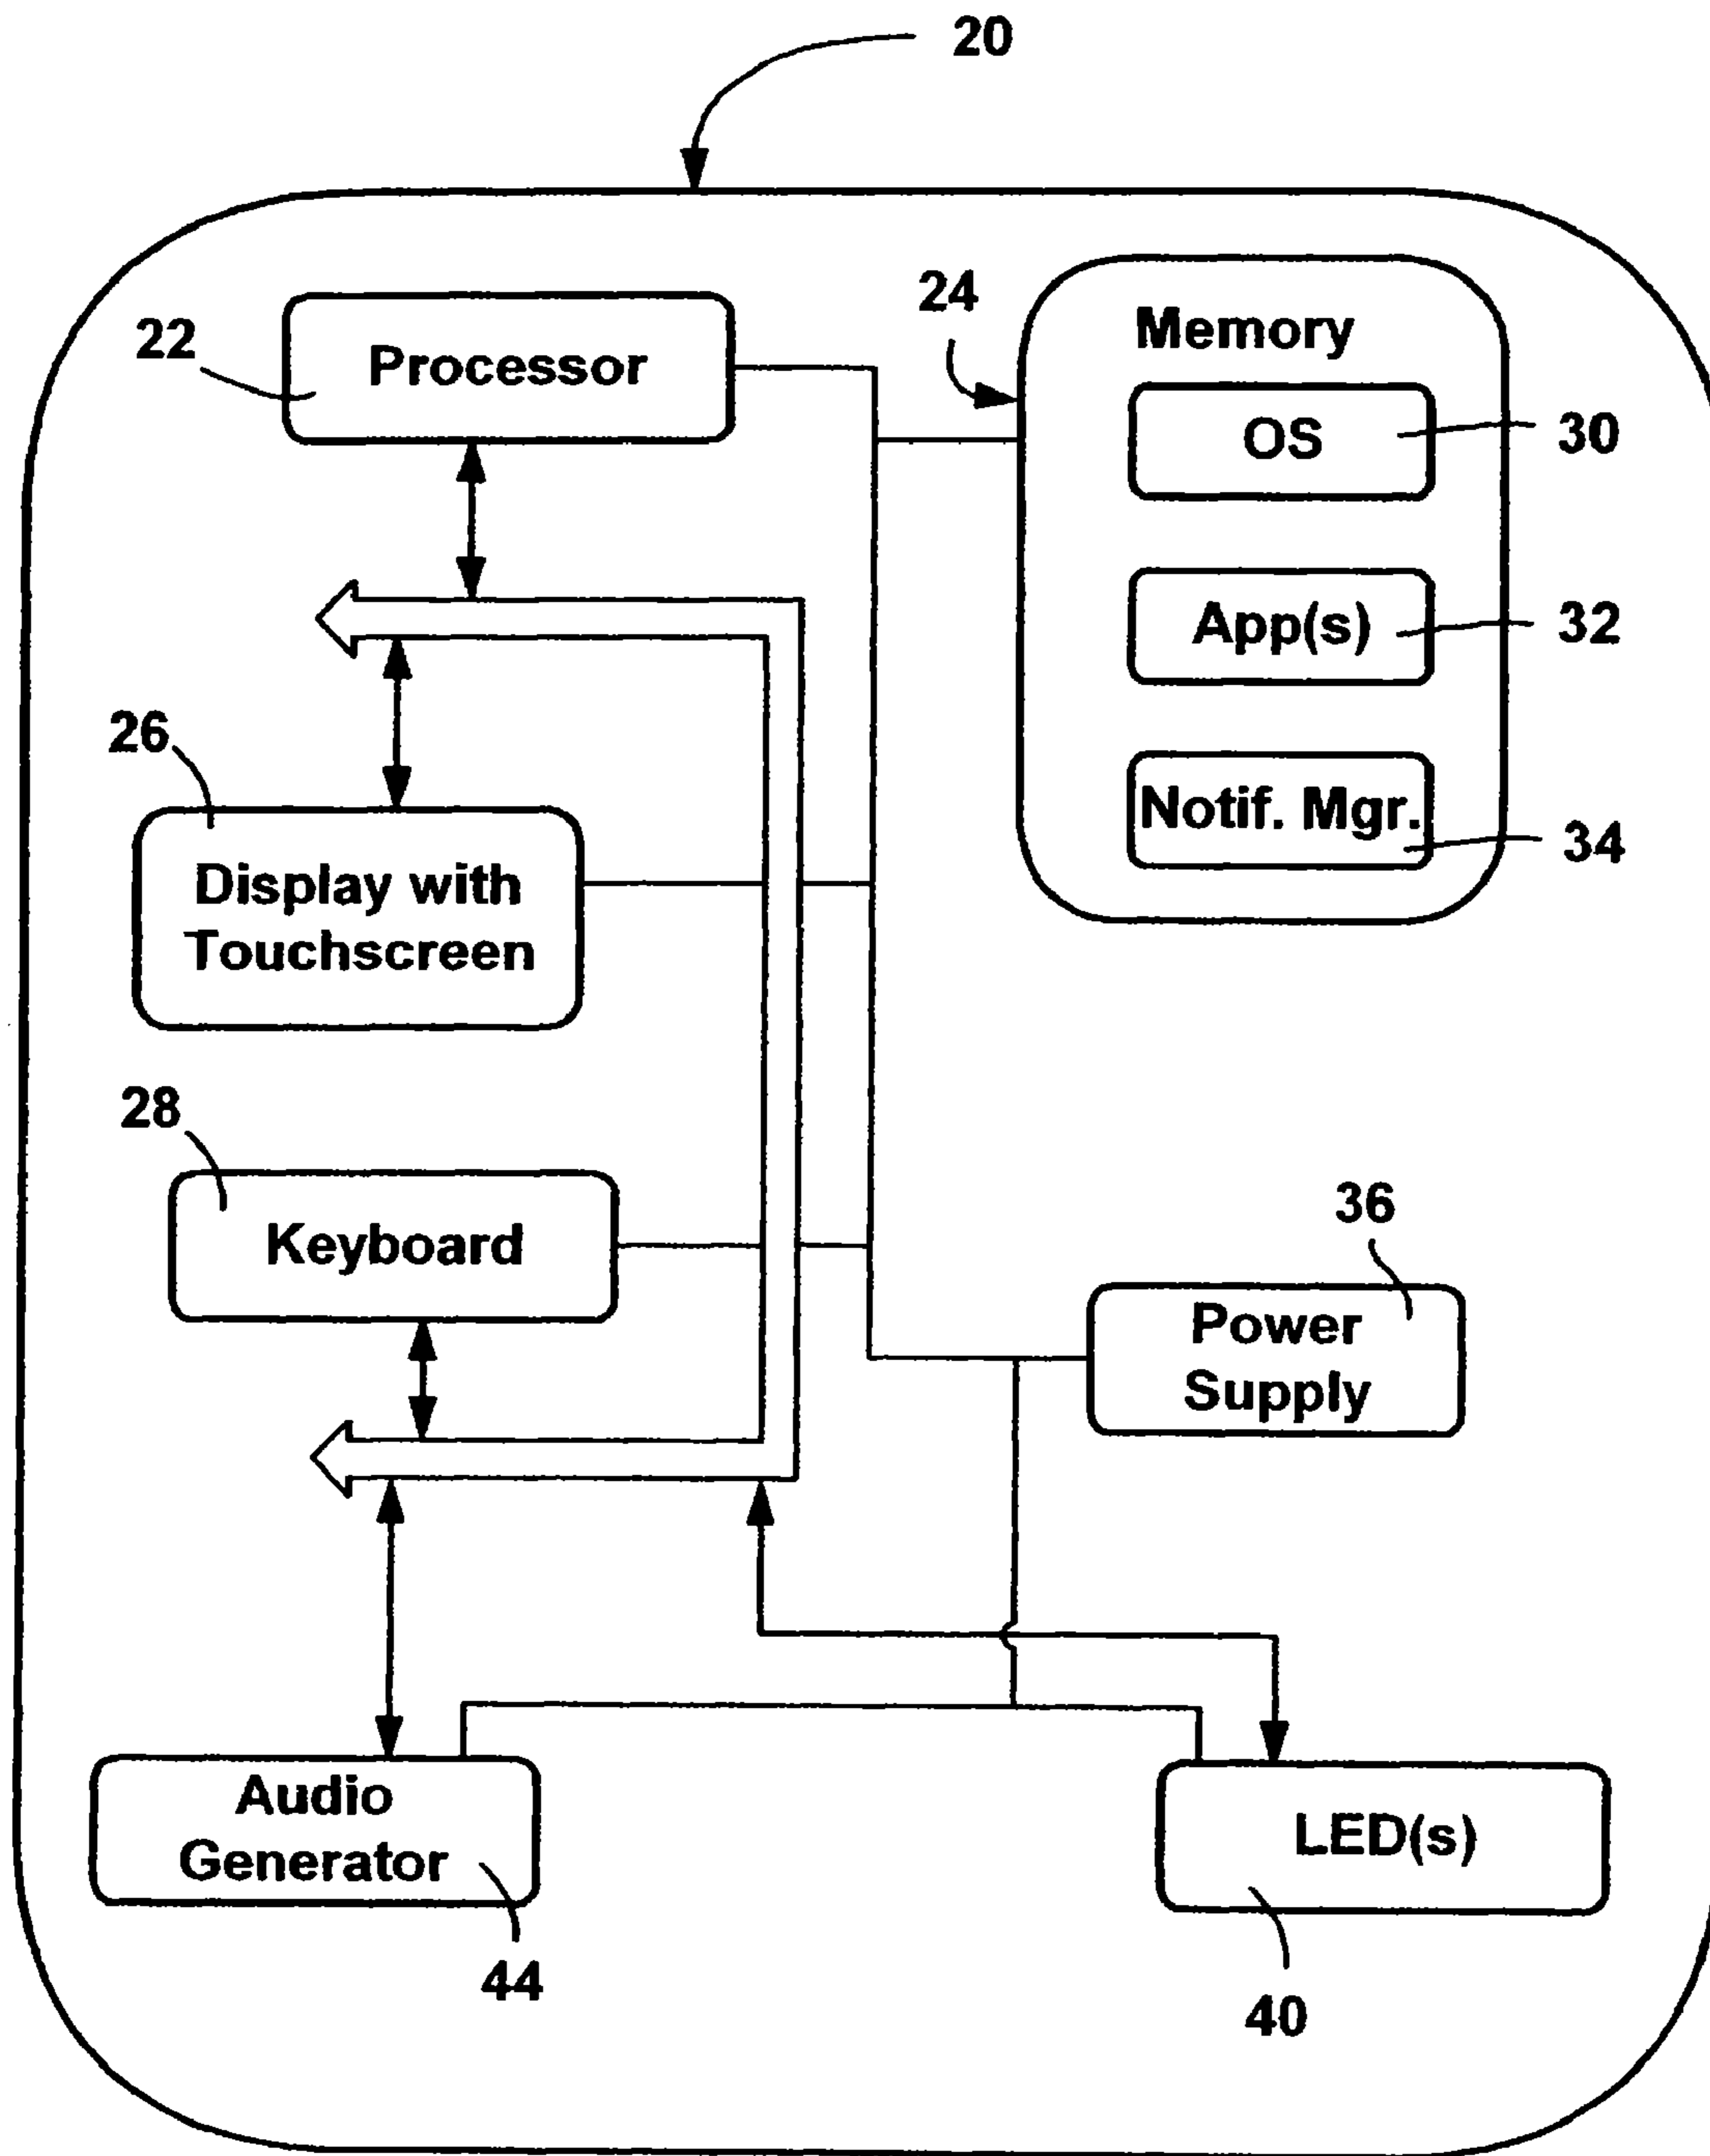 20
24
Memory
22
Processor
OS
30
App(s)
32
26
Notif. Mgr.
34
Display with
Touchscreen
28
Keyboard
36
Power
Supply
Audio
Generator
LED(s)
44
40